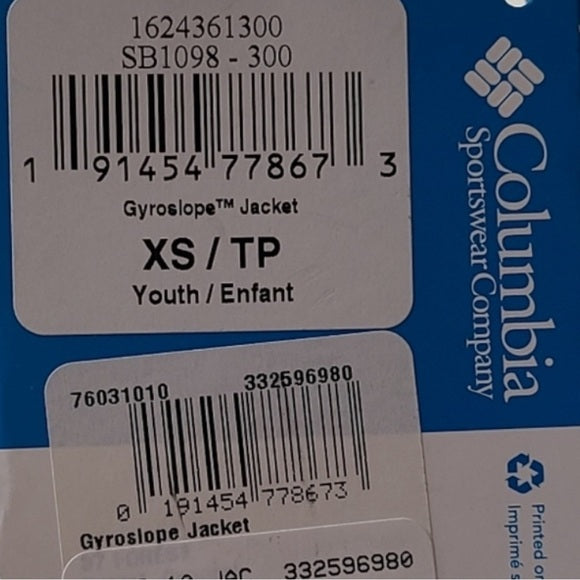 1624361300
SB1098 - 300
1 91454 77867 3
Gyroslope™ Jacket
XS / TP
Youth / Enfant
Columbia
Sportswear Company
76031010 332596980
0 191454 778673
Gyroslope Jacket
JAC 332596980
Printed o
Imprimé s